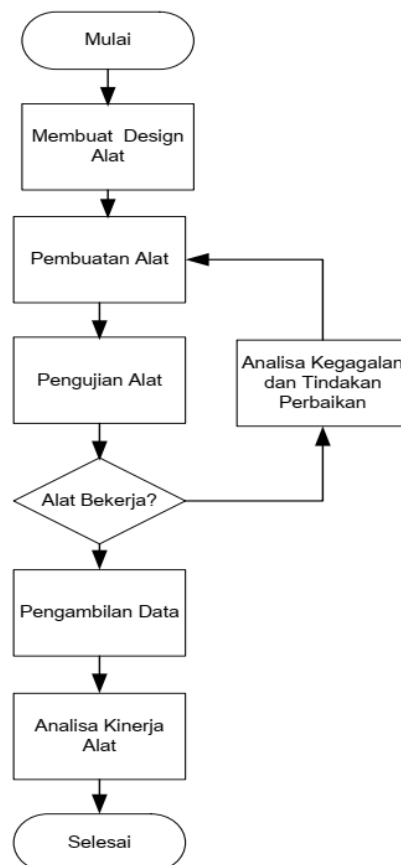 Mulai
Membuat Design
Alat
Pembuatan Alat
Pengujian Alat
Analisa Kegagalan
dan Tindakan
Perbaikan
Alat Bekerja?
Pengambilan Data
Analisa Kinerja
Alat
Selesai